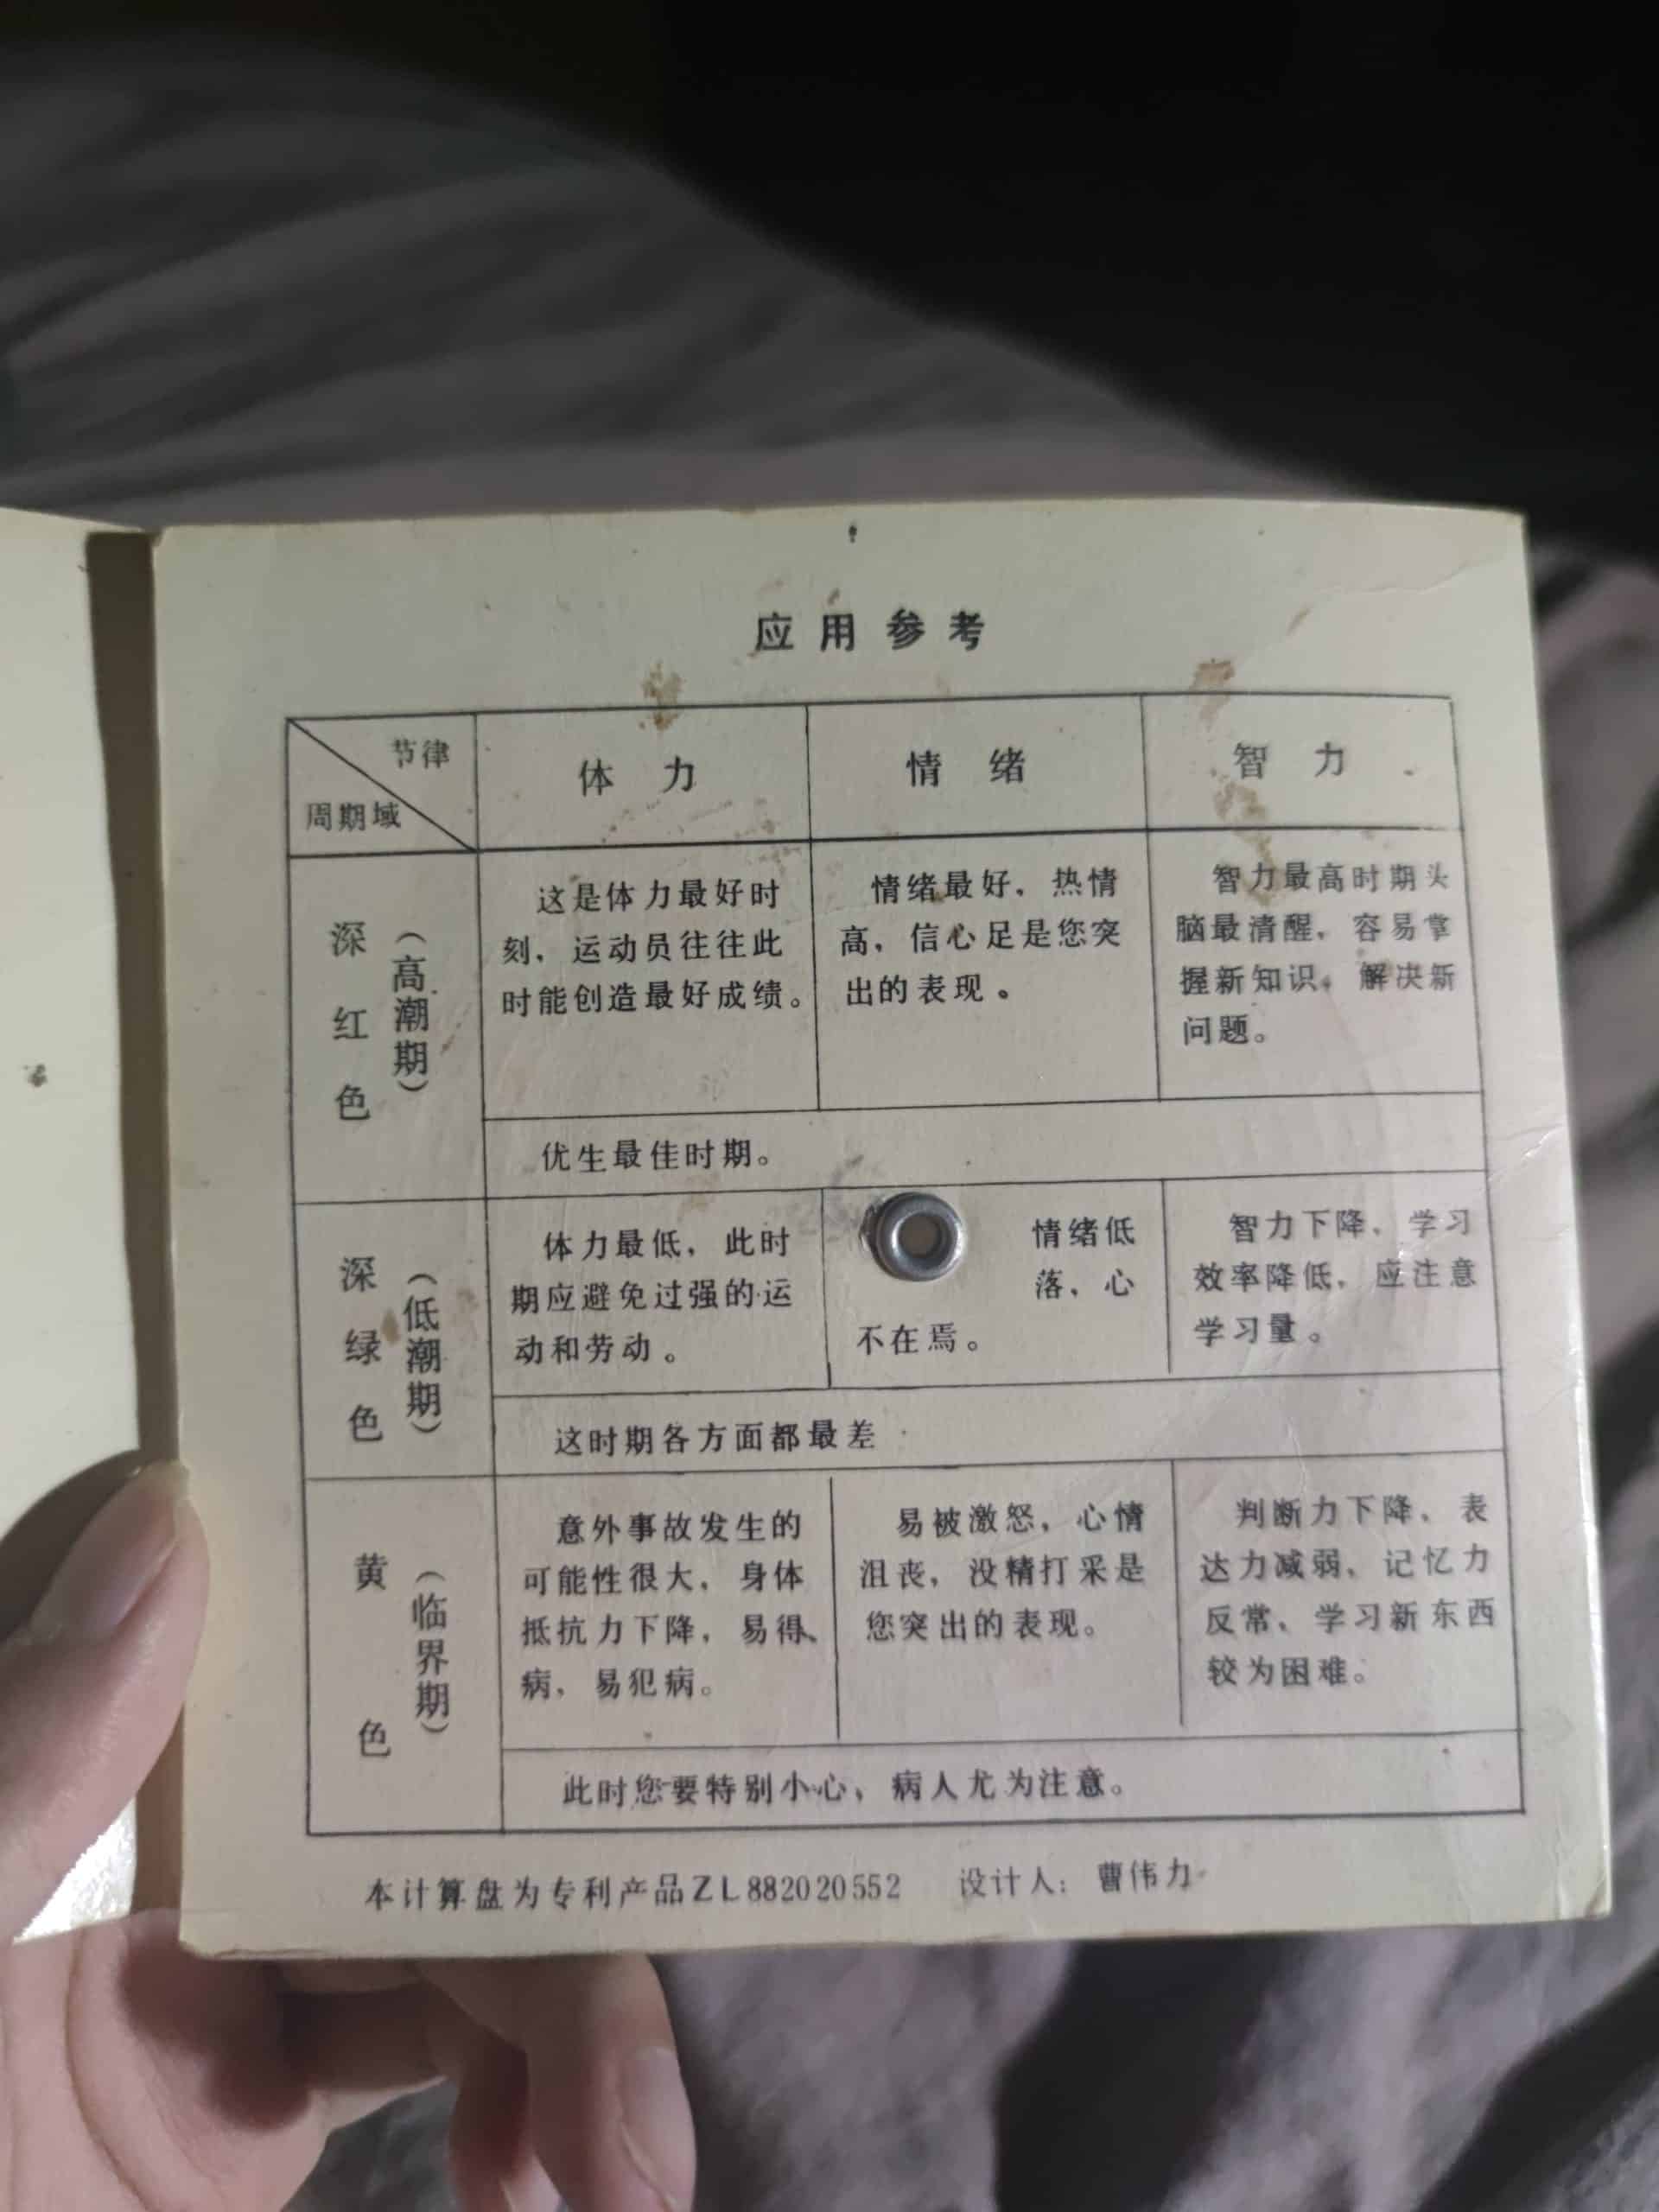 应用参考
节律
周期域
体力
情绪
智力
深红色
（高潮期）
这是体力最好时
刻，运动员往往此
时能创造最好成绩。
情绪最好，热情
高，信心足是您突
出的表现。
智力最高时期头
脑最清醒，容易掌
握新知识，解决新
问题。
优生最佳时期。
深绿色
（低潮期）
体力最低，此时
期应避免过强的运
动和劳动。
情绪低
落，心
不在焉。
智力下降，学习
效率降低，应注意
学习量。
这时期各方面都最差
黄色
（临界期）
意外事故发生的
可能性很大，身体
抵抗力下降，易得
病，易犯病。
易被激怒，心情
沮丧，没精打采是
您突出的表现。
判断力下降，表
达力减弱，记忆力
反常，学习新东西
较为困难。
此时您要特别小心，病人尤为注意。
本计算盘为专利产品ZL882020552 设计人：曹伟力